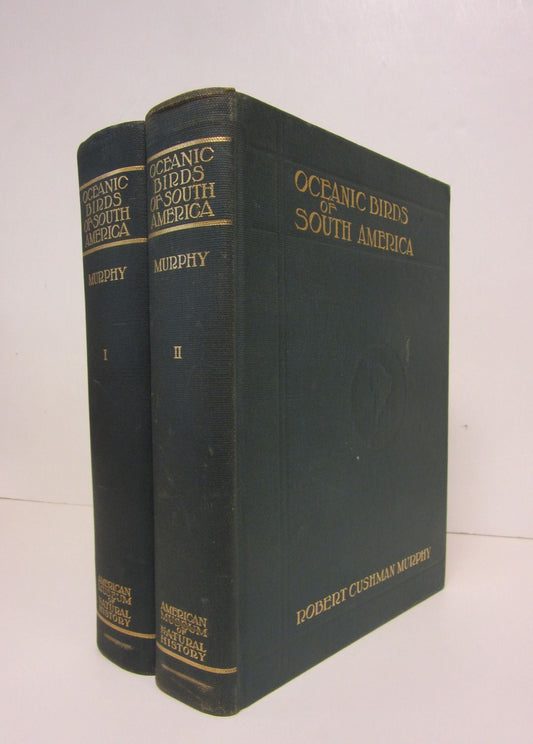 OCEANIC
BIRDS
OF SOUTH
AMERICA
MURPHY
I
AMERICAN
MUSEUM
OF
NATURAL
HISTORY
OCEANIC
BIRDS
OF SOUTH
AMERICA
MURPHY
II
AMERICAN
MUSEUM
OF
NATURAL
HISTORY
OCEANIC BIRDS
OF
SOUTH AMERICA
ROBERT CUSHMAN MURPHY